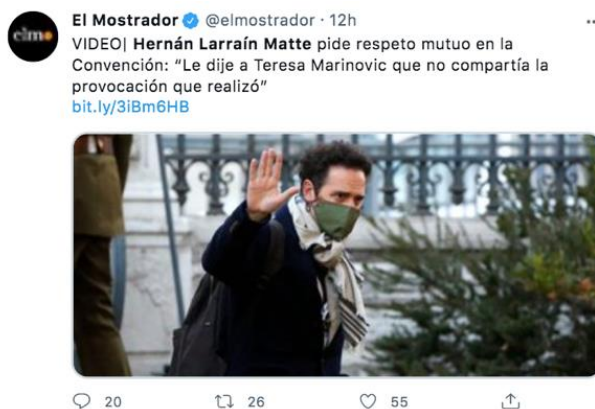 El Mostrador @elmostrador · 12h
VIDEO| Hernán Larraín Matte pide respeto mutuo en la
Convención: “Le dije a Teresa Marinovic que no compartía la
provocación que realizó”
bit.ly/3iBm6HB
elmo
20 26 55